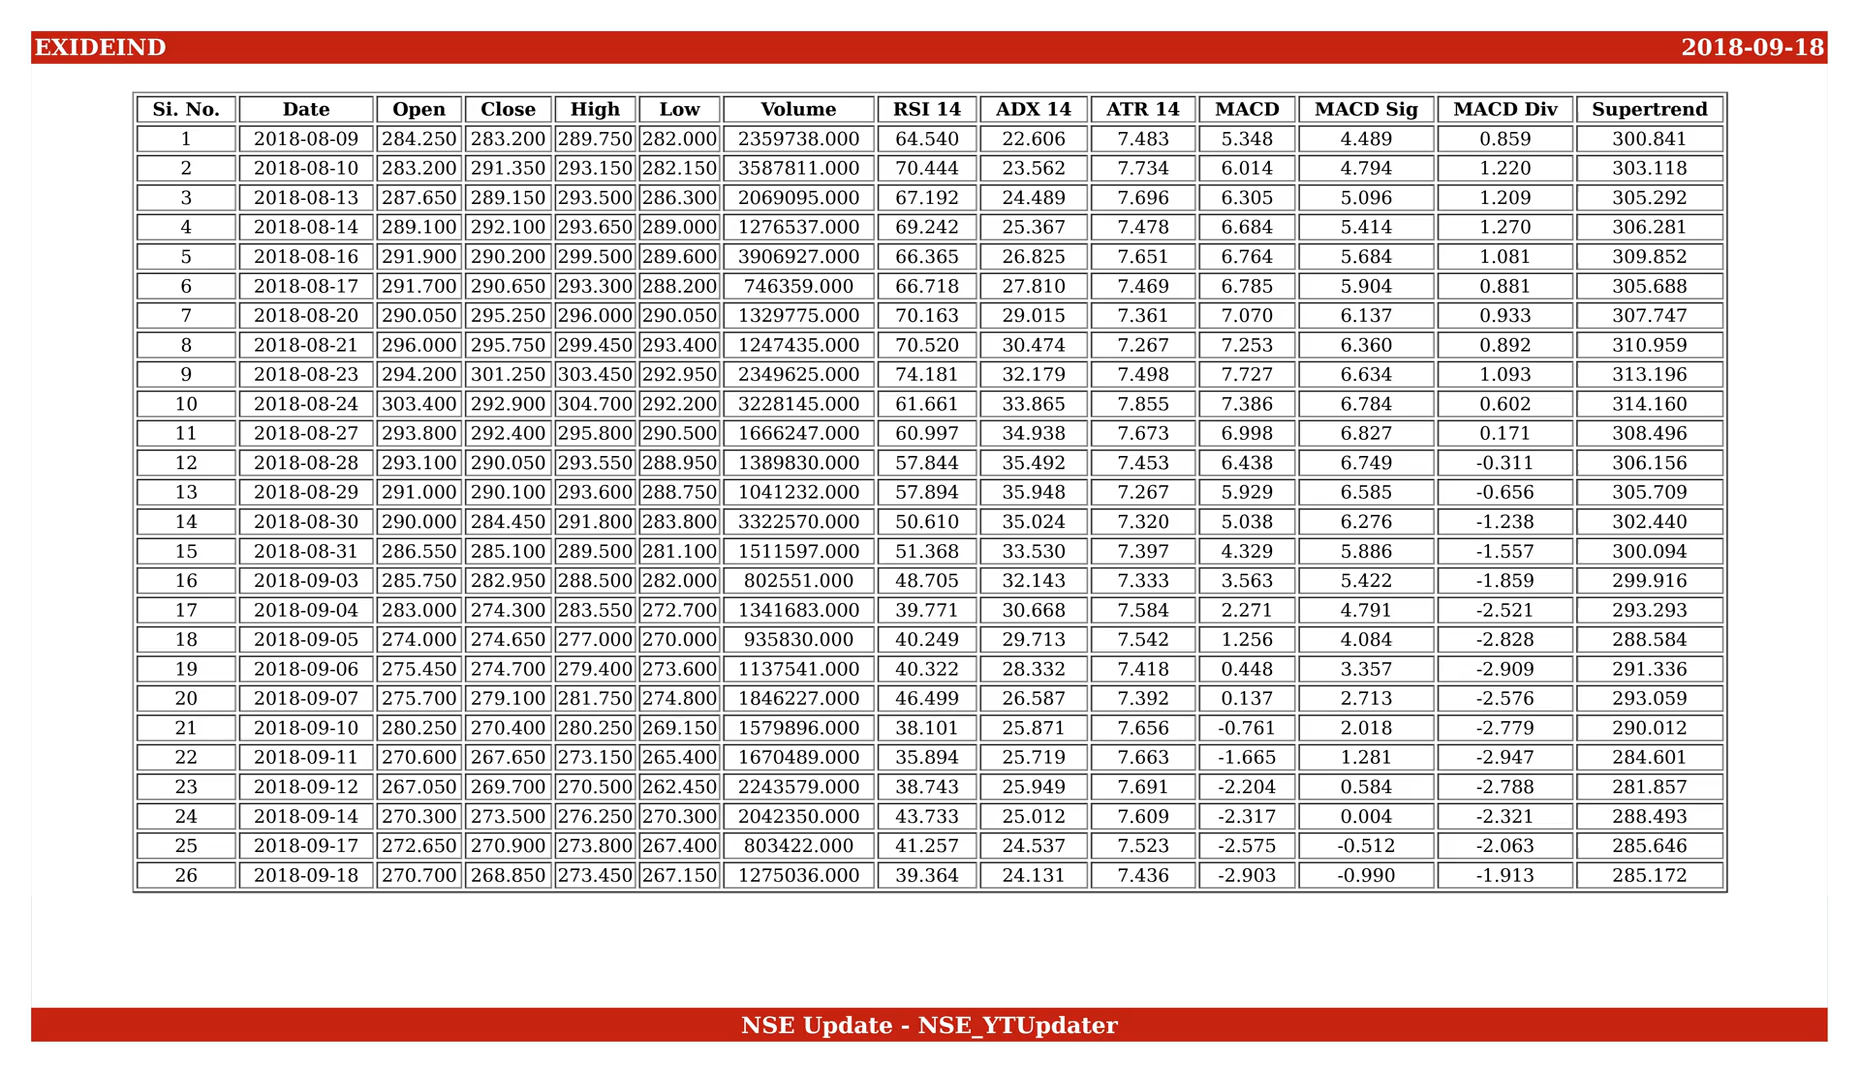 EXIDEIND 2018-09-18
Si. No. Date Open Close High Low Volume RSI 14 ADX 14 ATR 14 MACD MACD Sig MACD Div Supertrend
1 2018-08-09 284.250 283.200 289.750 282.000 2359738.000 64.540 22.606 7.483 5.348 4.489 0.859 300.841
2 2018-08-10 283.200 291.350 293.150 282.150 3587811.000 70.444 23.562 7.734 6.014 4.794 1.220 303.118
3 2018-08-13 287.650 289.150 293.500 286.300 2069095.000 67.192 24.489 7.696 6.305 5.096 1.209 305.292
4 2018-08-14 289.100 292.100 293.650 289.000 1276537.000 69.242 25.367 7.478 6.684 5.414 1.270 306.281
5 2018-08-16 291.900 290.200 299.500 289.600 3906927.000 66.365 26.825 7.651 6.764 5.684 1.081 309.852
6 2018-08-17 291.700 290.650 293.300 288.200 746359.000 66.718 27.810 7.469 6.785 5.904 0.881 305.688
7 2018-08-20 290.050 295.250 296.000 290.050 1329775.000 70.163 29.015 7.361 7.070 6.137 0.933 307.747
8 2018-08-21 296.000 295.750 299.450 293.400 1247435.000 70.520 30.474 7.267 7.253 6.360 0.892 310.959
9 2018-08-23 294.200 301.250 303.450 292.950 2349625.000 74.181 32.179 7.498 7.727 6.634 1.093 313.196
10 2018-08-24 303.400 292.900 304.700 292.200 3228145.000 61.661 33.865 7.855 7.386 6.784 0.602 314.160
11 2018-08-27 293.800 292.400 295.800 290.500 1666247.000 60.997 34.938 7.673 6.998 6.827 0.171 308.496
12 2018-08-28 293.100 290.050 293.550 288.950 1389830.000 57.844 35.492 7.453 6.438 6.749 -0.311 306.156
13 2018-08-29 291.000 290.100 293.600 288.750 1041232.000 57.894 35.948 7.267 5.929 6.585 -0.656 305.709
14 2018-08-30 290.000 284.450 291.800 283.800 3322570.000 50.610 35.024 7.320 5.038 6.276 -1.238 302.440
15 2018-08-31 286.550 285.100 289.500 281.100 1511597.000 51.368 33.530 7.397 4.329 5.886 -1.557 300.094
16 2018-09-03 285.750 282.950 288.500 282.000 802551.000 48.705 32.143 7.333 3.563 5.422 -1.859 299.916
17 2018-09-04 283.000 274.300 283.550 272.700 1341683.000 39.771 30.668 7.584 2.271 4.791 -2.521 293.293
18 2018-09-05 274.000 274.650 277.000 270.000 935830.000 40.249 29.713 7.542 1.256 4.084 -2.828 288.584
19 2018-09-06 275.450 274.700 279.400 273.600 1137541.000 40.322 28.332 7.418 0.448 3.357 -2.909 291.336
20 2018-09-07 275.700 279.100 281.750 274.800 1846227.000 46.499 26.587 7.392 0.137 2.713 -2.576 293.059
21 2018-09-10 280.250 270.400 280.250 269.150 1579896.000 38.101 25.871 7.656 -0.761 2.018 -2.779 290.012
22 2018-09-11 270.600 267.650 273.150 265.400 1670489.000 35.894 25.719 7.663 -1.665 1.281 -2.947 284.601
23 2018-09-12 267.050 269.700 270.500 262.450 2243579.000 38.743 25.949 7.691 -2.204 0.584 -2.788 281.857
24 2018-09-14 270.300 273.500 276.250 270.300 2042350.000 43.733 25.012 7.609 -2.317 0.004 -2.321 288.493
25 2018-09-17 272.650 270.900 273.800 267.400 803422.000 41.257 24.537 7.523 -2.575 -0.512 -2.063 285.646
26 2018-09-18 270.700 268.850 273.450 267.150 1275036.000 39.364 24.131 7.436 -2.903 -0.990 -1.913 285.172
NSE Update - NSE_YTUpdater